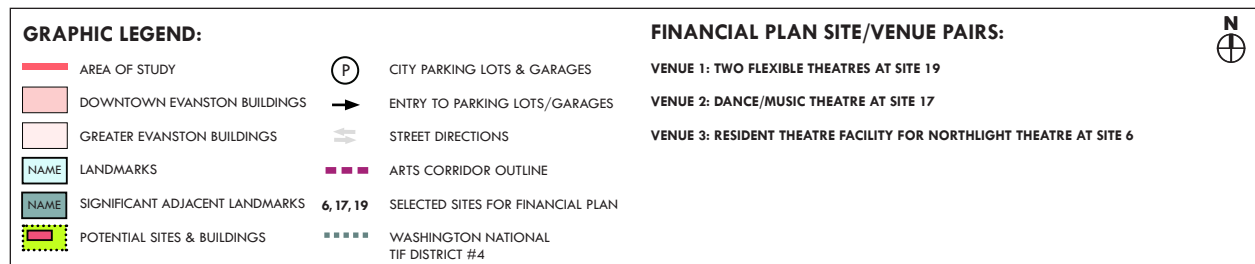 GRAPHIC LEGEND:
AREA OF STUDY
DOWNTOWN EVANSTON BUILDINGS
GREATER EVANSTON BUILDINGS
NAME LANDMARKS
NAME SIGNIFICANT ADJACENT LANDMARKS
POTENTIAL SITES & BUILDINGS
P CITY PARKING LOTS & GARAGES
ENTRY TO PARKING LOTS/GARAGES
STREET DIRECTIONS
ARTS CORRIDOR OUTLINE
6, 17, 19 SELECTED SITES FOR FINANCIAL PLAN
WASHINGTON NATIONAL
TIF DISTRICT #4
FINANCIAL PLAN SITE/VENUE PAIRS:
VENUE 1: TWO FLEXIBLE THEATRES AT SITE 19
VENUE 2: DANCE/MUSIC THEATRE AT SITE 17
VENUE 3: RESIDENT THEATRE FACILITY FOR NORTHLIGHT THEATRE AT SITE 6
N